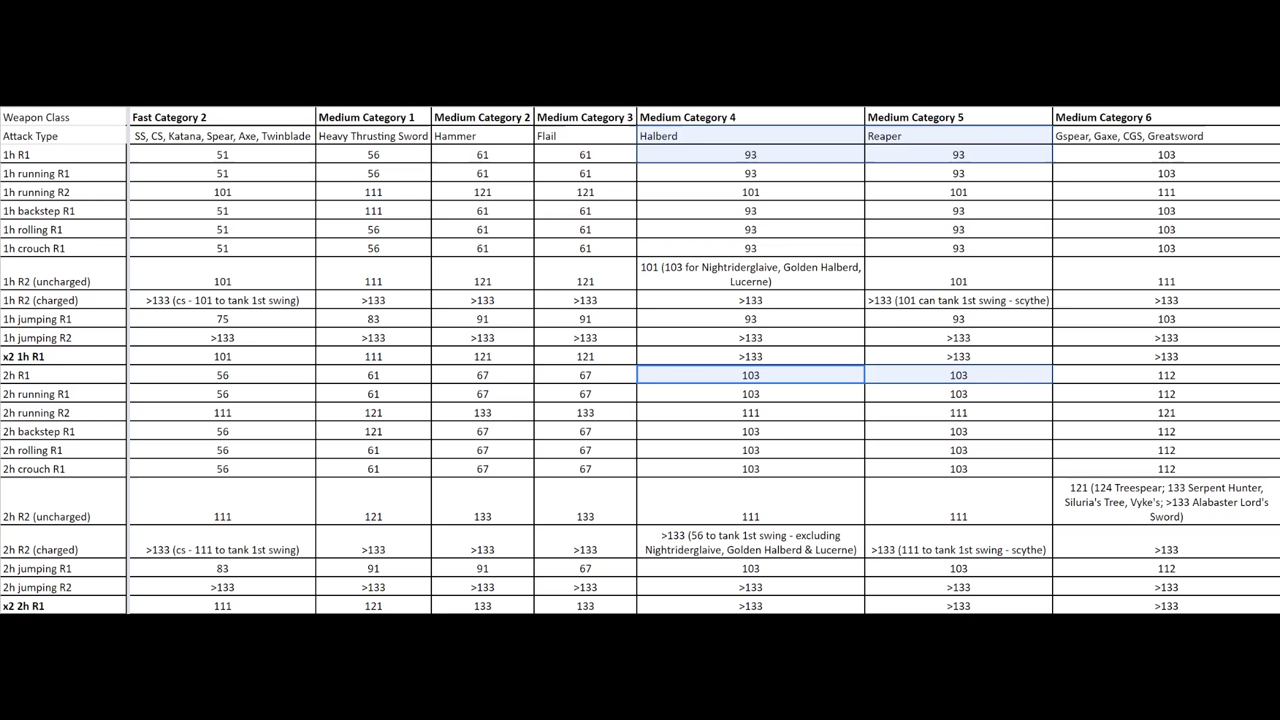 Weapon Class Fast Category 2 Medium Category 1 Medium Category 2 Medium Category 3 Medium Category 4 Medium Category 5 Medium Category 6
Attack Type SS, CS, Katana, Spear, Axe, Twinblade Heavy Thrusting Sword Hammer Flail Halberd Reaper Gspear, Gaxe, CGS, Greatsword
1h R1 51 56 61 61 93 93 103
1h running R1 51 56 61 61 93 93 103
1h running R2 101 111 121 121 101 101 111
1h backstep R1 51 111 61 61 93 93 103
1h rolling R1 51 56 61 61 93 93 103
1h crouch R1 51 56 61 61 93 93 103
101 (103 for Nightriderglaive, Golden Halberd,
1h R2 (uncharged) 101 111 121 121 Lucerne) 101 111
1h R2 (charged) >133 (cs - 101 to tank 1st swing) >133 >133 >133 >133 >133 (101 can tank 1st swing - scythe) >133
1h jumping R1 75 83 91 91 93 93 103
1h jumping R2 >133 >133 >133 >133 >133 >133 >133
x2 1h R1 101 111 121 121 >133 >133 >133
2h R1 56 61 67 67 103 103 112
2h running R1 56 61 67 67 103 103 112
2h running R2 111 121 133 133 111 111 121
2h backstep R1 56 121 67 67 103 103 112
2h rolling R1 56 61 67 67 103 103 112
2h crouch R1 56 61 67 67 103 103 112
121 (124 Treespear; 133 Serpent Hunter,
Siluria's Tree, Vyke's; >133 Alabaster Lord's
2h R2 (uncharged) 111 121 133 133 111 111 Sword)
>133 (56 to tank 1st swing - excluding
2h R2 (charged) >133 (cs - 111 to tank 1st swing) >133 >133 >133 Nightriderglaive, Golden Halberd & Lucerne) >133 (111 to tank 1st swing - scythe) >133
2h jumping R1 83 91 91 67 103 103 112
2h jumping R2 >133 >133 >133 >133 >133 >133 >133
x2 2h R1 111 121 133 133 >133 >133 >133